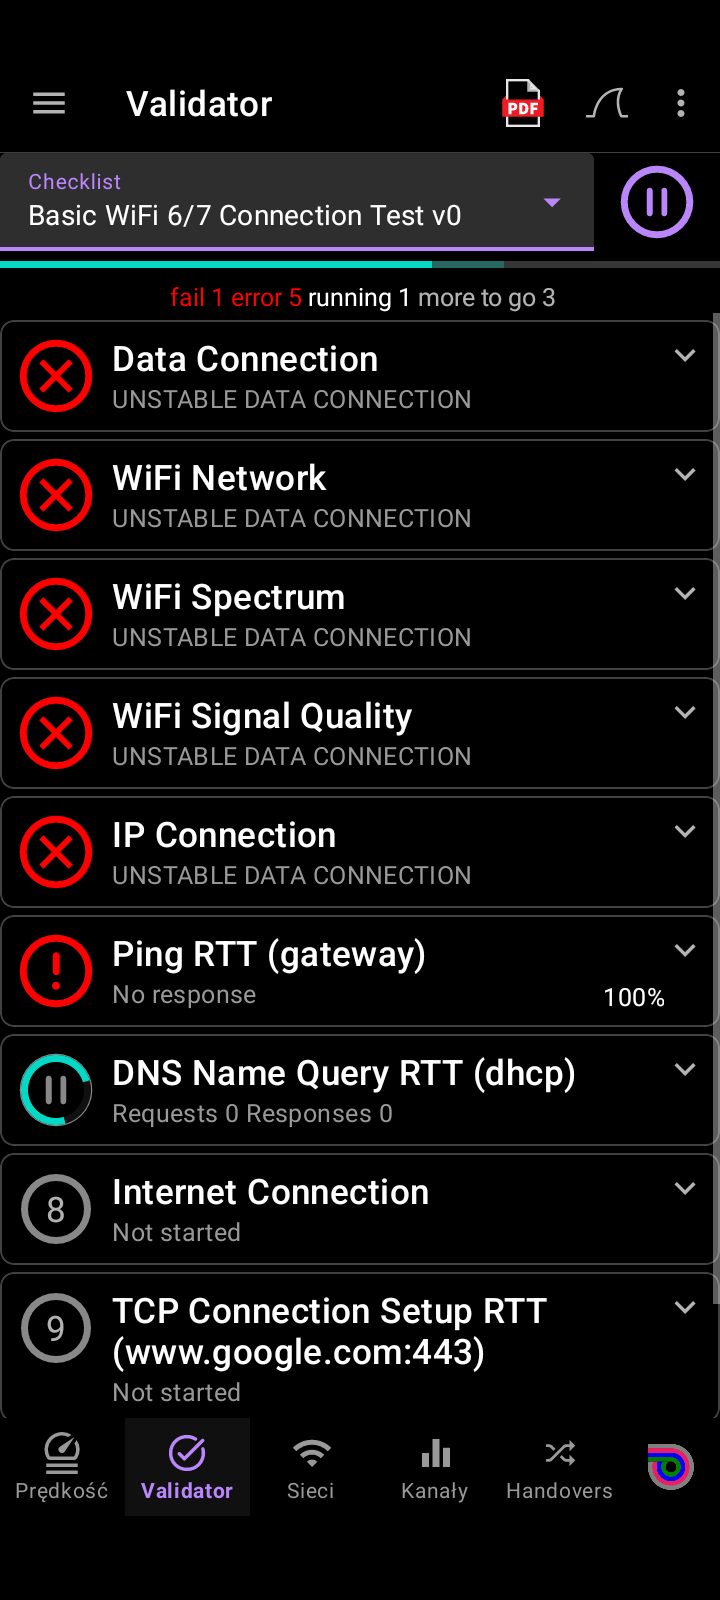 Validator
PDF
Checklist
Basic WiFi 6/7 Connection Test v0
fail 1 error 5 running 1 more to go 3
Data Connection
UNSTABLE DATA CONNECTION
WiFi Network
UNSTABLE DATA CONNECTION
WiFi Spectrum
UNSTABLE DATA CONNECTION
WiFi Signal Quality
UNSTABLE DATA CONNECTION
IP Connection
UNSTABLE DATA CONNECTION
Ping RTT (gateway)
No response 100%
DNS Name Query RTT (dhcp)
Requests 0 Responses 0
8 Internet Connection
Not started
9 TCP Connection Setup RTT
(www.google.com:443)
Not started
Prędkość Validator Sieci Kanały Handovers